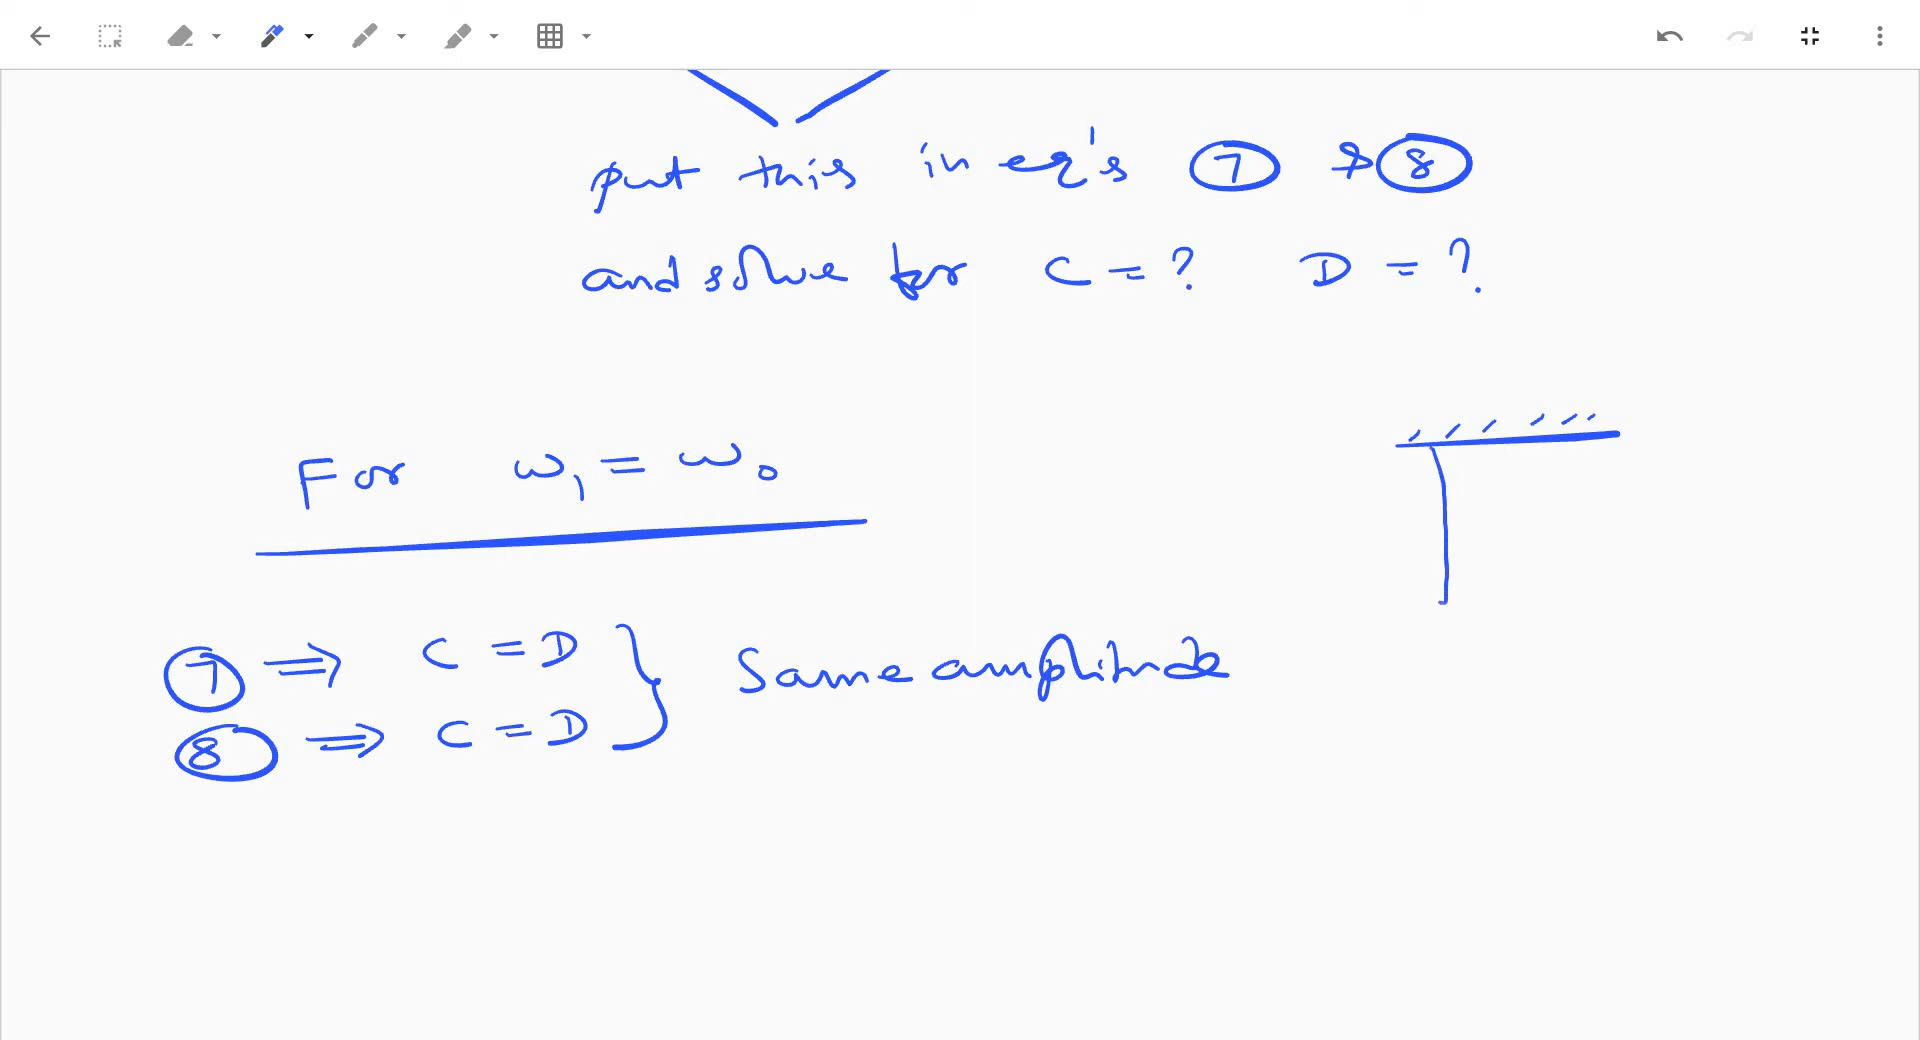 put this in eq's ⑦ & ⑧
and solve for C = ? D = ?
For ω₁ = ω₀
⑦ ⟹ C = D } Same amplitude
⑧ ⟹ C = D